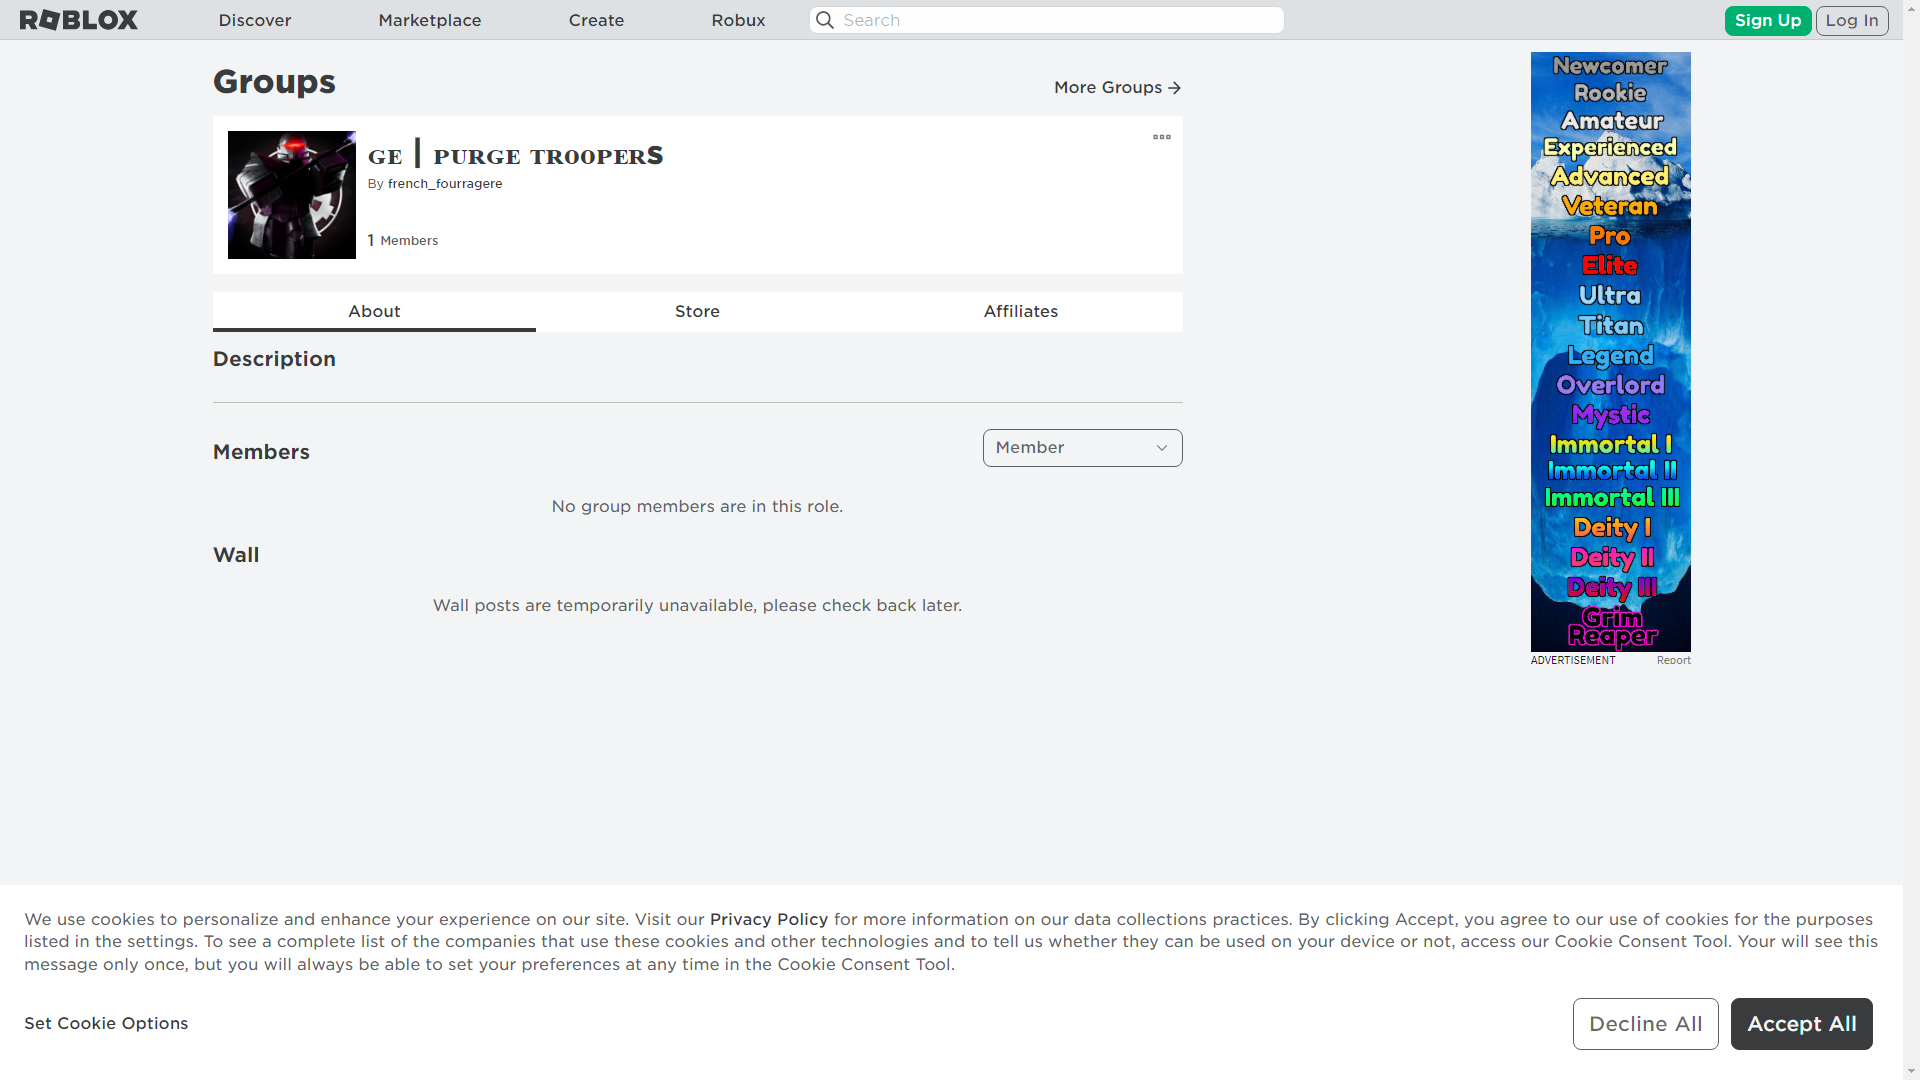 ROBLOX
Discover
Marketplace
Create
Robux
Search
Sign Up
Log In
Groups
More Groups
ɢᴇ | ᴘᴜʀɢᴇ ᴛʀᴏᴏᴘᴇʀs
By french_fourragere
1 Members
About
Store
Affiliates
Description
Members
Member
No group members are in this role.
Wall
Wall posts are temporarily unavailable, please check back later.
Newcomer
Rookie
Amateur
Experienced
Advanced
Veteran
Pro
Elite
Ultra
Titan
Legend
Overlord
Mystic
Immortal I
Immortal II
Immortal III
Deity I
Deity II
Deity III
Grim
Reaper
ADVERTISEMENT
Report
We use cookies to personalize and enhance your experience on our site. Visit our Privacy Policy for more information on our data collections practices. By clicking Accept, you agree to our use of cookies for the purposes
listed in the settings. To see a complete list of the companies that use these cookies and other technologies and to tell us whether they can be used on your device or not, access our Cookie Consent Tool. Your will see this
message only once, but you will always be able to set your preferences at any time in the Cookie Consent Tool.
Set Cookie Options
Decline All
Accept All